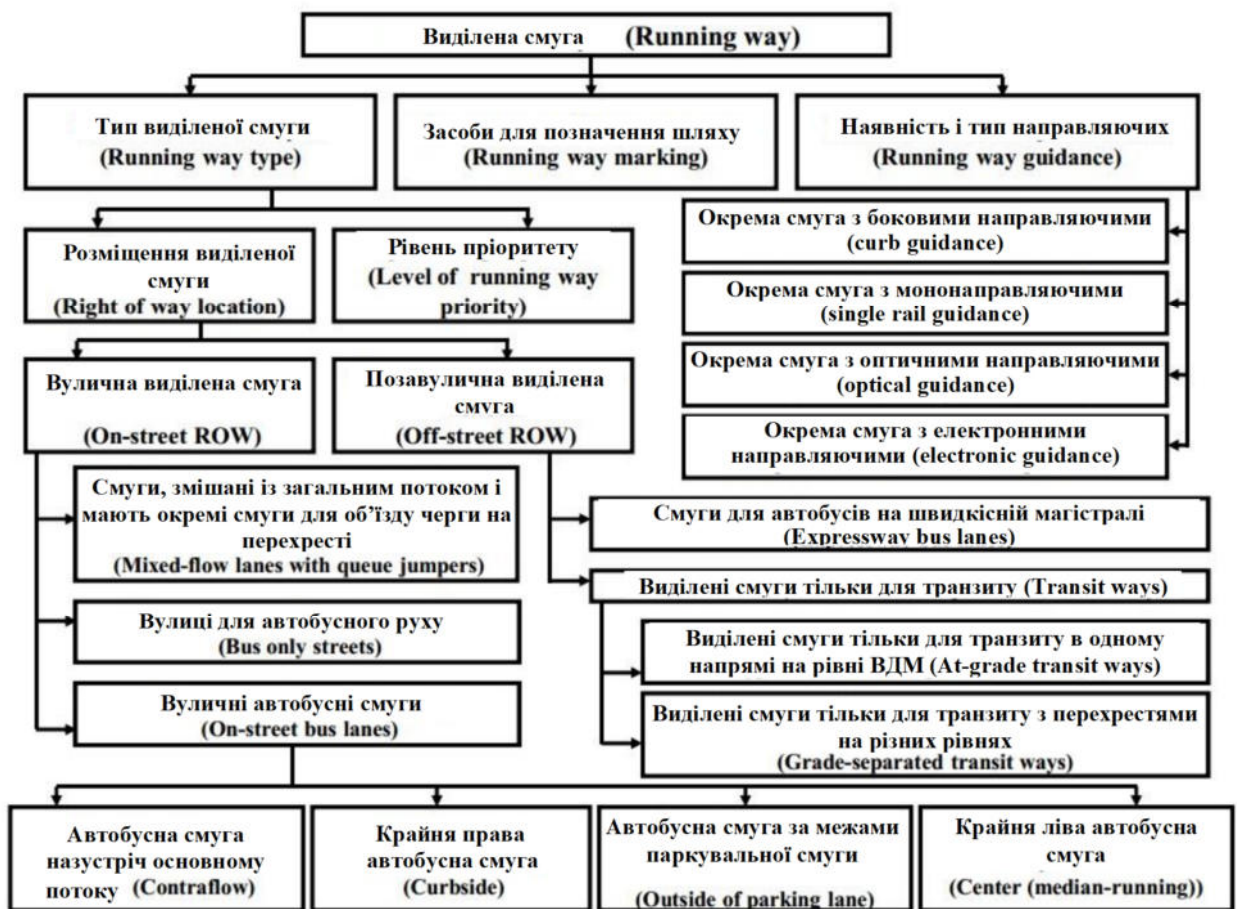 Виділена смуга (Running way)
Тип виділеної смуги
(Running way type)
Засоби для позначення шляху
(Running way marking)
Наявність і тип направляючих
(Running way guidance)
Розміщення виділеної
смуги
(Right of way location)
Рівень пріоритету
(Level of running way
priority)
Окрема смуга з боковими направляючими
(curb guidance)
Окрема смуга з мононаправляючими
(single rail guidance)
Окрема смуга з оптичними направляючими
(optical guidance)
Окрема смуга з електронними
направляючими (electronic guidance)
Вулична виділена смуга
(On-street ROW)
Позавулична виділена
смуга
(Off-street ROW)
Смуги, змішані із загальним потоком і
мають окремі смуги для об’їзду черги на
перехресті
(Mixed-flow lanes with queue jumpers)
Вулиці для автобусного руху
(Bus only streets)
Вуличні автобусні смуги
(On-street bus lanes)
Смуги для автобусів на швидкісній магістралі
(Expressway bus lanes)
Виділені смуги тільки для транзиту (Transit ways)
Виділені смуги тільки для транзиту в одному
напрямі на рівні ВДМ (At-grade transit ways)
Виділені смуги тільки для транзиту з перехрестями
на різних рівнях
(Grade-separated transit ways)
Автобусна смуга
назустріч основному
потоку (Contraflow)
Крайня права
автобусна смуга
(Curbside)
Автобусна смуга за межами
паркувальної смуги
(Outside of parking lane)
Крайня ліва автобусна
смуга
(Center (median-running))